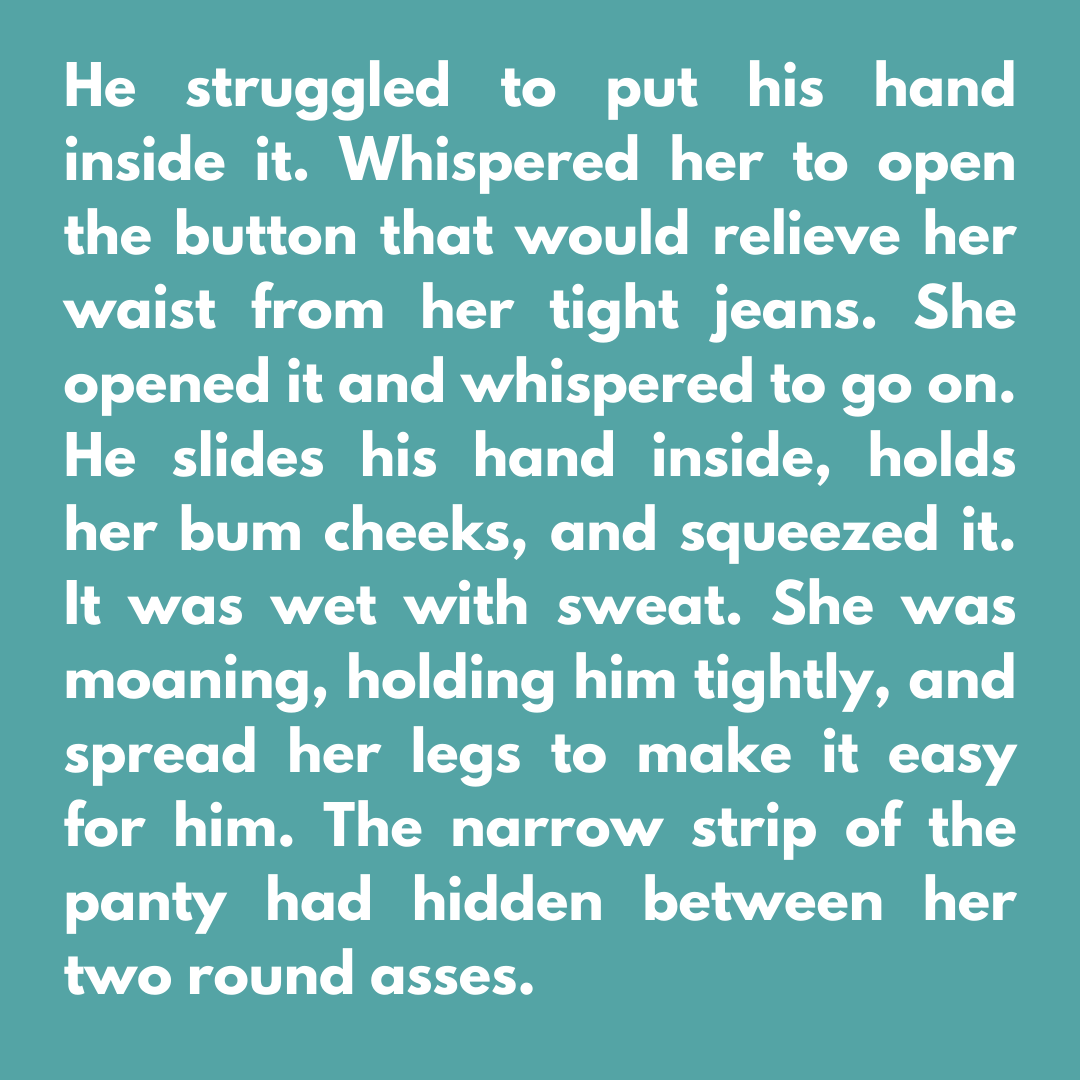 He struggled to put his hand
inside it. Whispered her to open
the button that would relieve her
waist from her tight jeans. She
opened it and whispered to go on.
He slides his hand inside, holds
her bum cheeks, and squeezed it.
It was wet with sweat. She was
moaning, holding him tightly, and
spread her legs to make it easy
for him. The narrow strip of the
panty had hidden between her
two round asses.